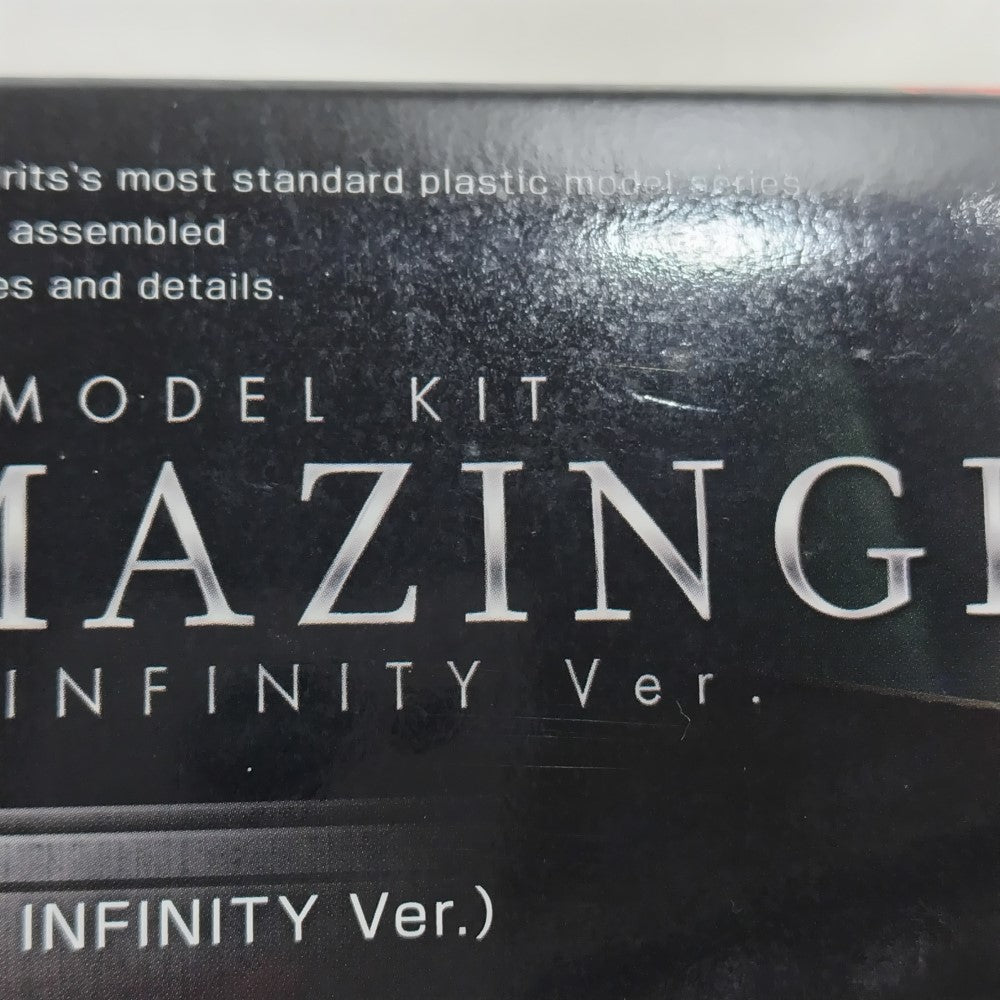 rits's most standard plastic model series
assembled
es and details.
MODEL KIT
MAZINGE
INFINITY Ver.
INFINITY Ver.)